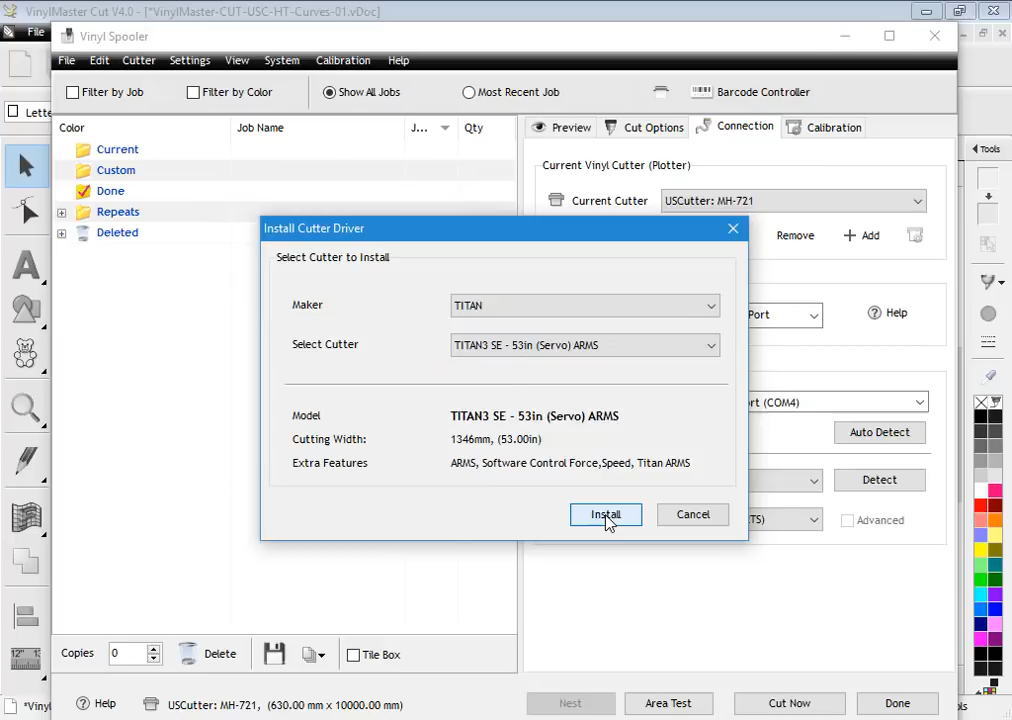 VinylMaster Cut V4.0 - [*VinylMaster-CUT-USC-HT-Curves-01.vDoc]
File
Vinyl Spooler
File Edit Cutter Settings View System Calibration Help
Filter by Job Filter by Color Show All Jobs Most Recent Job Barcode Controller
Lette
Color Job Name J... Qty
Preview Cut Options Connection Calibration
Tools
Current
Custom
Done
Repeats
Deleted
Current Vinyl Cutter (Plotter)
Current Cutter USCutter: MH-721
Remove + Add
Port Help
rt (COM4)
Auto Detect
Detect
TS) Advanced
Install Cutter Driver
Select Cutter to Install
Maker TITAN
Select Cutter TITAN3 SE - 53in (Servo) ARMS
Model TITAN3 SE - 53in (Servo) ARMS
Cutting Width: 1346mm, (53.00in)
Extra Features ARMS, Software Control Force,Speed, Titan ARMS
Install Cancel
12"
Copies 0 Delete Tile Box
*Vinyl
Help USCutter: MH-721, (630.00 mm x 10000.00 mm) Nest Area Test Cut Now Done
ls